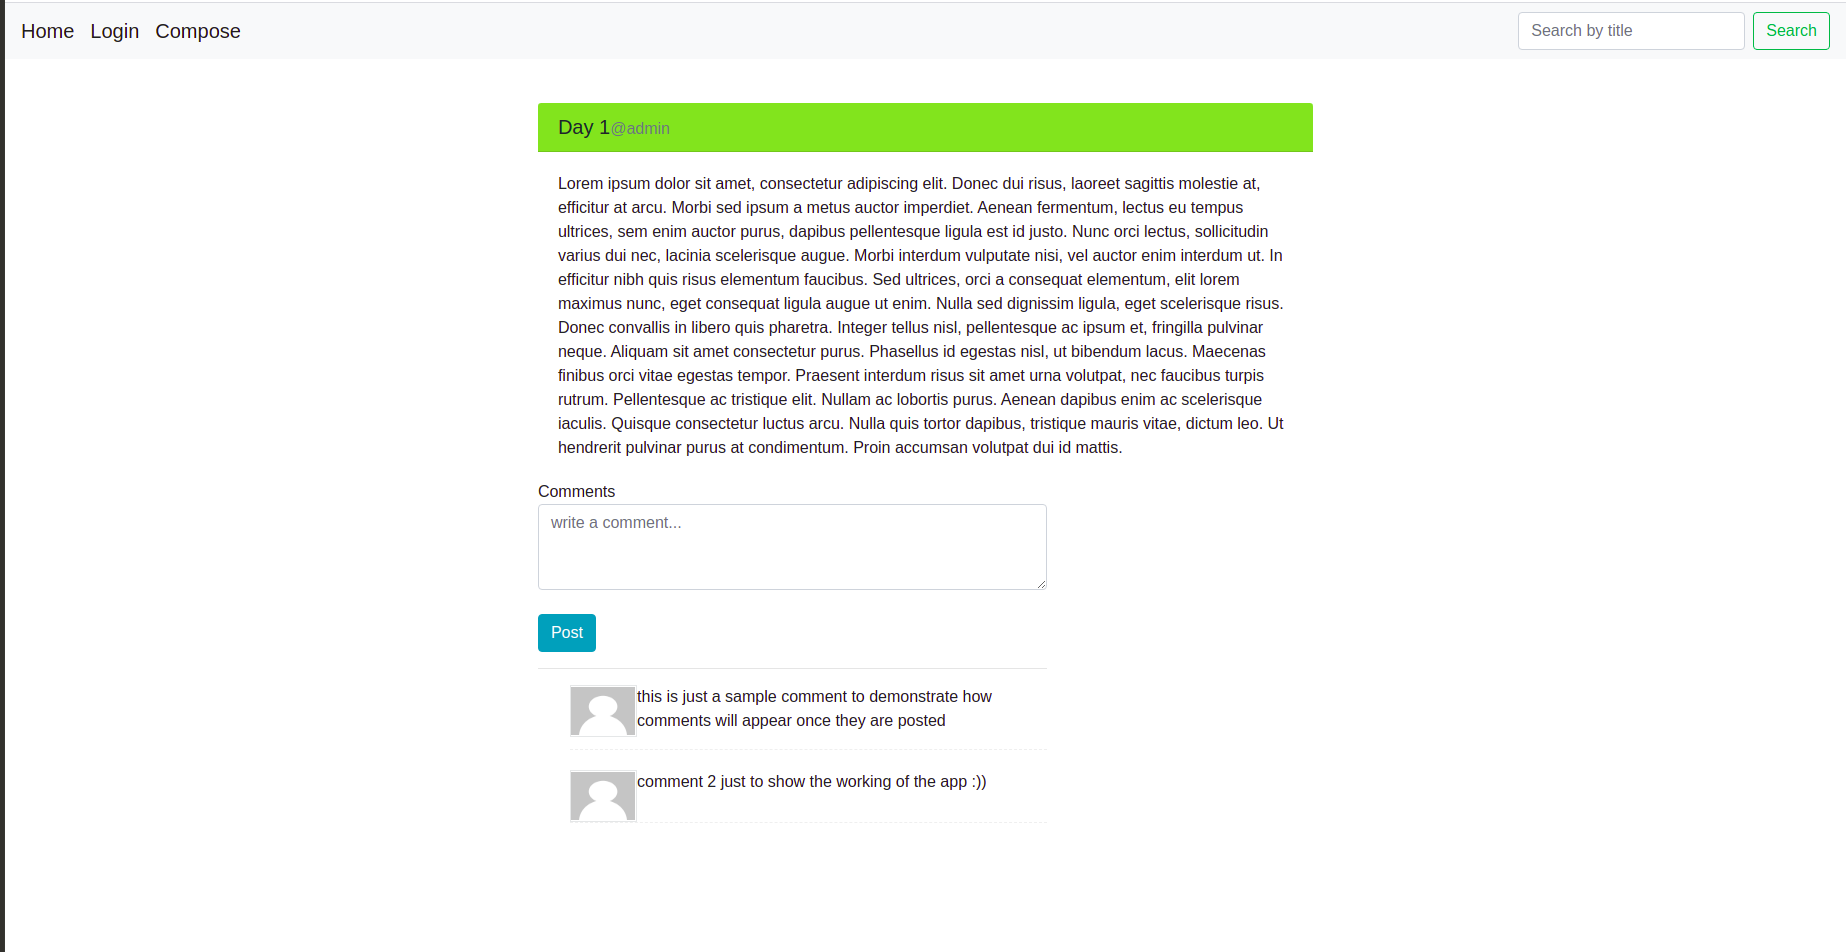 Home Login Compose Search by title Search
Day 1@admin
Lorem ipsum dolor sit amet, consectetur adipiscing elit. Donec dui risus, laoreet sagittis molestie at,
efficitur at arcu. Morbi sed ipsum a metus auctor imperdiet. Aenean fermentum, lectus eu tempus
ultrices, sem enim auctor purus, dapibus pellentesque ligula est id justo. Nunc orci lectus, sollicitudin
varius dui nec, lacinia scelerisque augue. Morbi interdum vulputate nisi, vel auctor enim interdum ut. In
efficitur nibh quis risus elementum faucibus. Sed ultrices, orci a consequat elementum, elit lorem
maximus nunc, eget consequat ligula augue ut enim. Nulla sed dignissim ligula, eget scelerisque risus.
Donec convallis in libero quis pharetra. Integer tellus nisl, pellentesque ac ipsum et, fringilla pulvinar
neque. Aliquam sit amet consectetur purus. Phasellus id egestas nisl, ut bibendum lacus. Maecenas
finibus orci vitae egestas tempor. Praesent interdum risus sit amet urna volutpat, nec faucibus turpis
rutrum. Pellentesque ac tristique elit. Nullam ac lobortis purus. Aenean dapibus enim ac scelerisque
iaculis. Quisque consectetur luctus arcu. Nulla quis tortor dapibus, tristique mauris vitae, dictum leo. Ut
hendrerit pulvinar purus at condimentum. Proin accumsan volutpat dui id mattis.
Comments
write a comment...
Post
this is just a sample comment to demonstrate how
comments will appear once they are posted
comment 2 just to show the working of the app :))